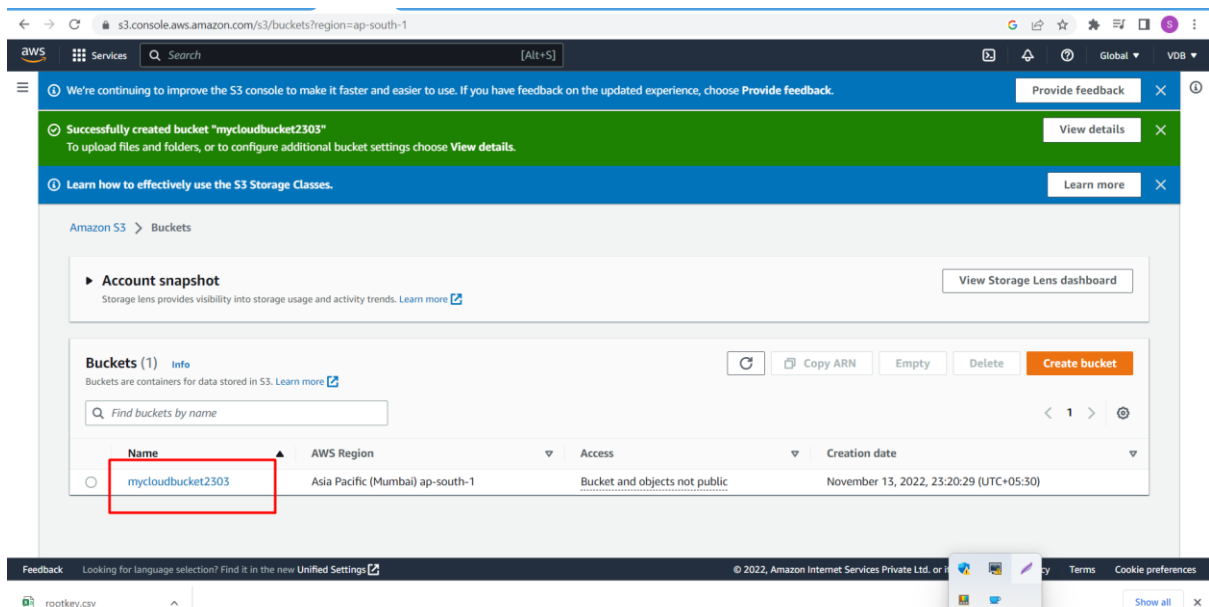 s3.console.aws.amazon.com/s3/buckets?region=ap-south-1
G
S
aws
Services
Search
[Alt+S]
Global
VDB
We're continuing to improve the S3 console to make it faster and easier to use. If you have feedback on the updated experience, choose Provide feedback.
Provide feedback
Successfully created bucket "mycloudbucket2303"
To upload files and folders, or to configure additional bucket settings choose View details.
View details
Learn how to effectively use the S3 Storage Classes.
Learn more
Amazon S3 > Buckets
Account snapshot
Storage lens provides visibility into storage usage and activity trends. Learn more
View Storage Lens dashboard
Buckets (1) Info
Buckets are containers for data stored in S3. Learn more
Copy ARN
Empty
Delete
Create bucket
Find buckets by name
1
Name
AWS Region
Access
Creation date
mycloudbucket2303
Asia Pacific (Mumbai) ap-south-1
Bucket and objects not public
November 13, 2022, 23:20:29 (UTC+05:30)
Feedback
Looking for language selection? Find it in the new Unified Settings
© 2022, Amazon Internet Services Private Ltd. or
Terms
Cookie preferences
rootkey.csv
Show all